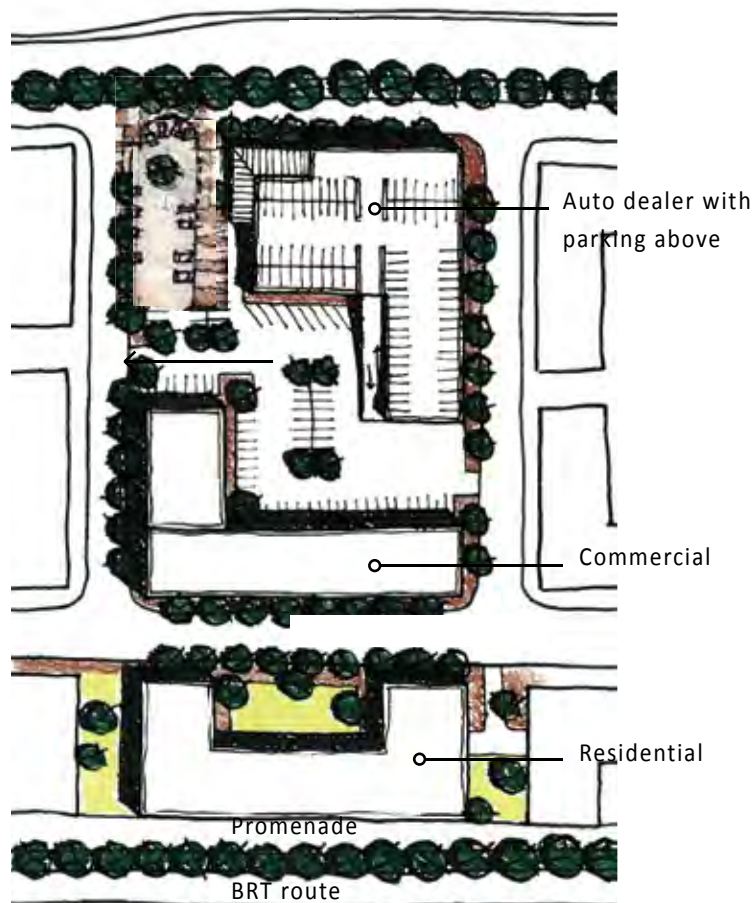 Auto dealer with
parking above
Commercial
Residential
Promenade
BRT route